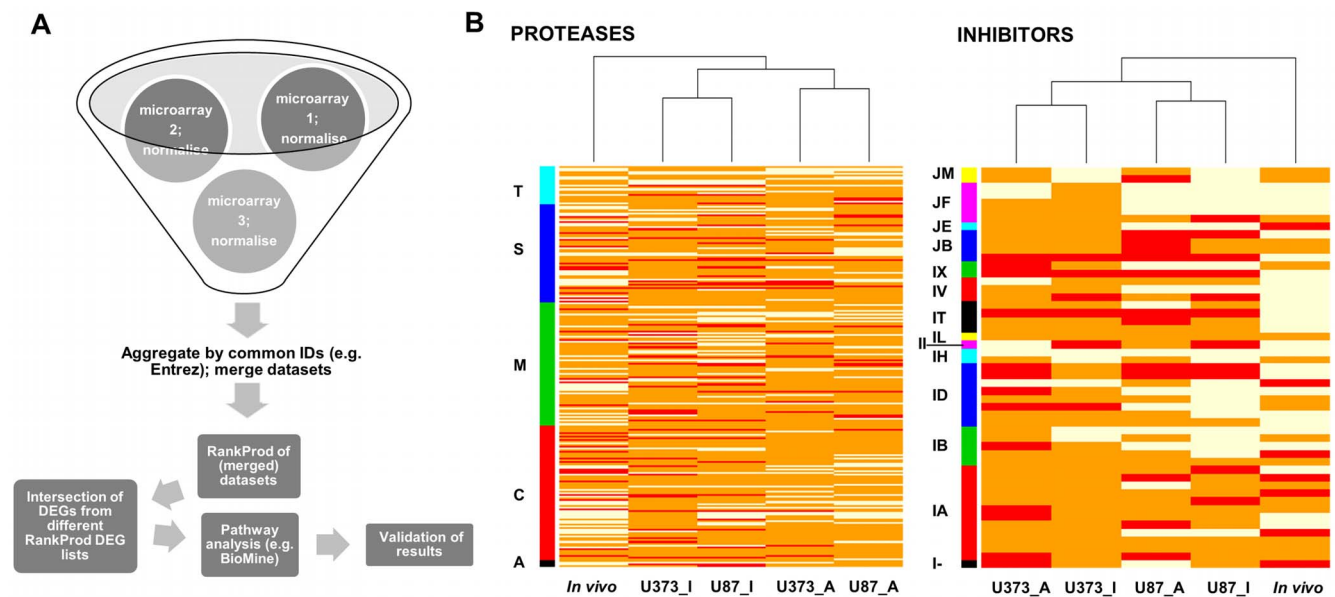 A
microarray
2;
normalise
microarray
1;
normalise
microarray
3;
normalise
Aggregate by common IDs (e.g.
Entrez); merge datasets
RankProd of
(merged)
datasets
Intersection of
DEGs from
different
RankProd DEG
lists
Pathway
analysis (e.g.
BioMine)
Validation of
results
B
PROTEASES
T
S
M
C
A
In vivo U373_I U87_I U373_A U87_A
INHIBITORS
JM
JF
JE
JB
IX
IV
IT
IL
II
IH
ID
IB
IA
I-
U373_A U373_I U87_A U87_I In vivo